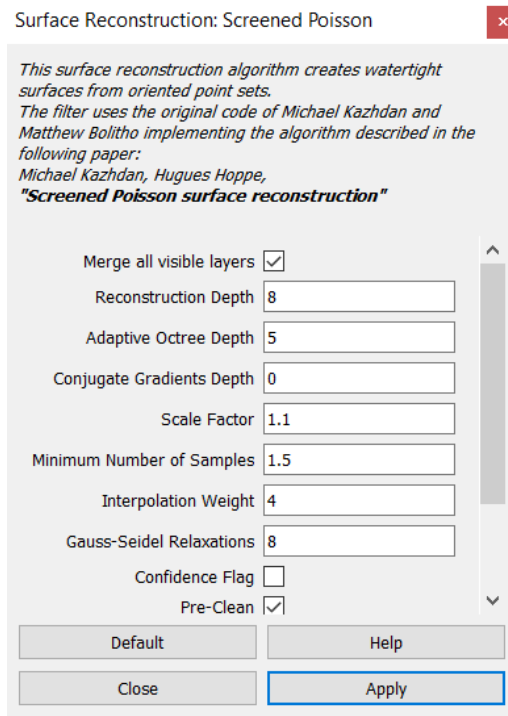 Surface Reconstruction: Screened Poisson
This surface reconstruction algorithm creates watertight
surfaces from oriented point sets.
The filter uses the original code of Michael Kazhdan and
Matthew Bolitho implementing the algorithm described in the
following paper:
Michael Kazhdan, Hugues Hoppe,
"Screened Poisson surface reconstruction"
Merge all visible layers
Reconstruction Depth 8
Adaptive Octree Depth 5
Conjugate Gradients Depth 0
Scale Factor 1.1
Minimum Number of Samples 1.5
Interpolation Weight 4
Gauss-Seidel Relaxations 8
Confidence Flag
Pre-Clean
Default Help
Close Apply